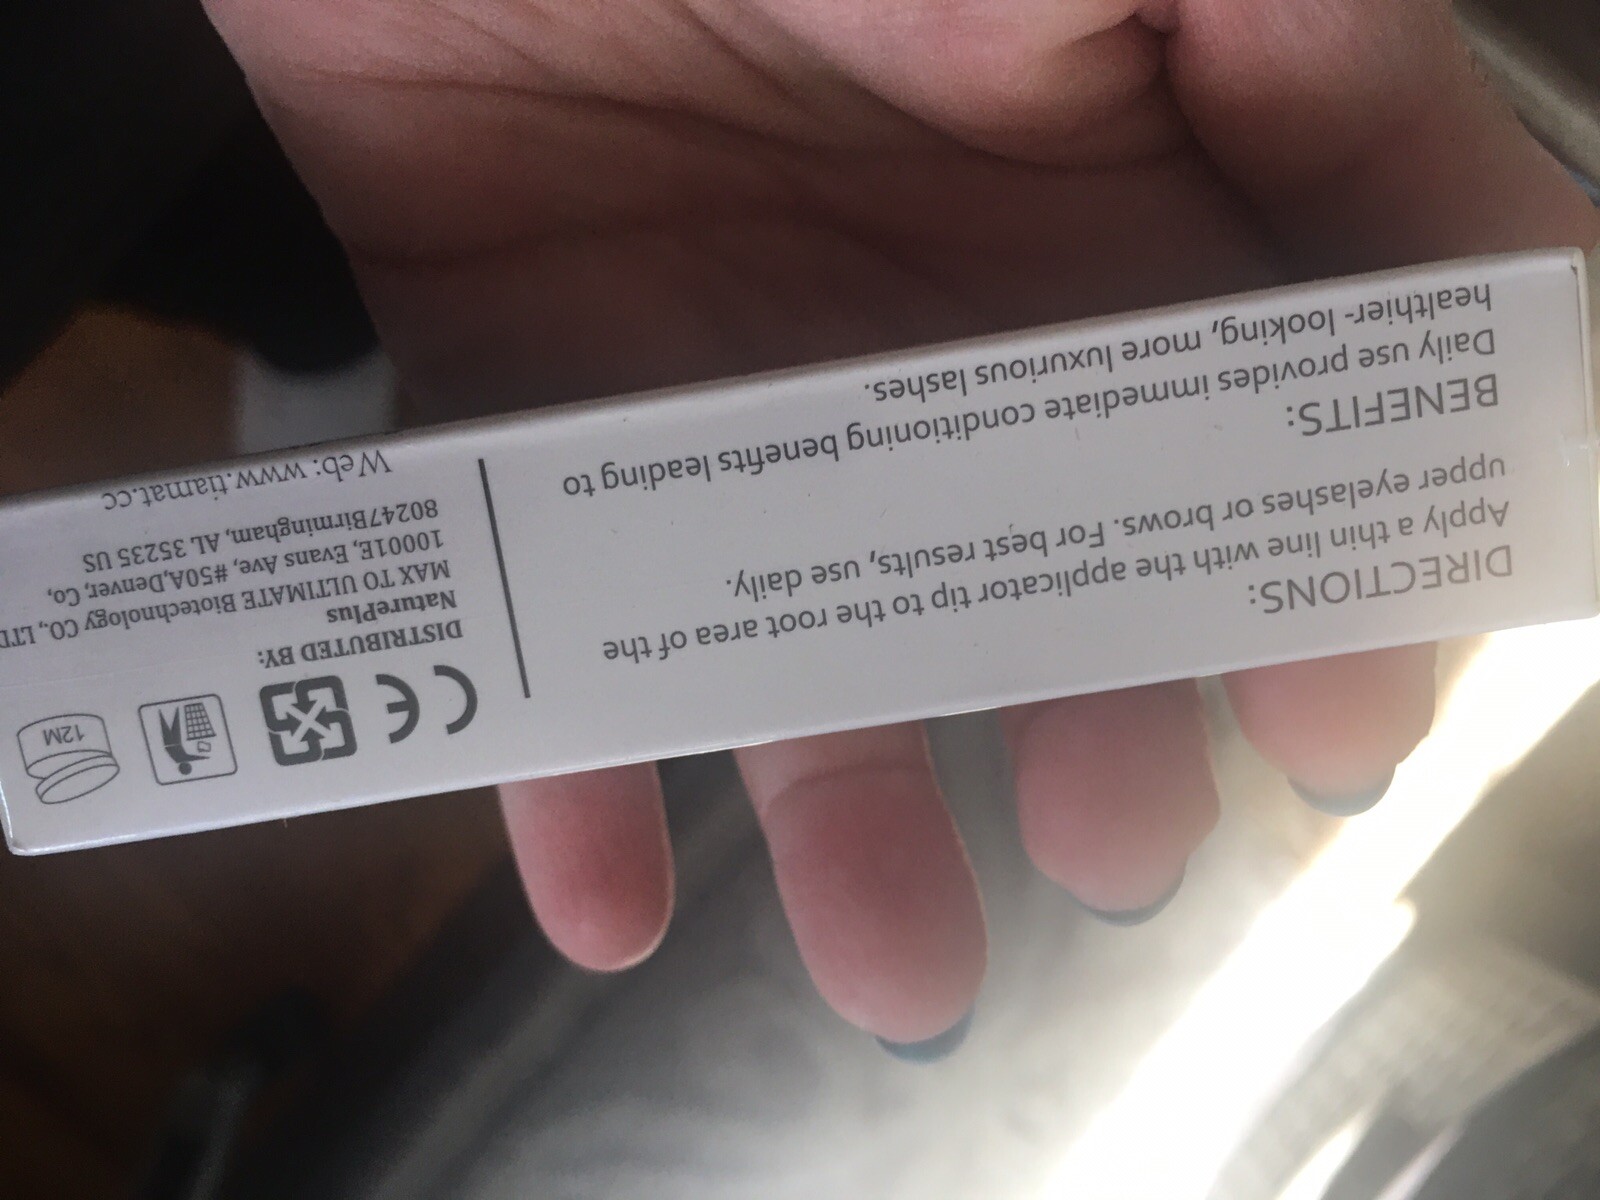 DIRECTIONS:
Apply a thin line with the applicator tip to the root area of the
upper eyelashes or brows. For best results, use daily.
BENEFITS:
Daily use provides immediate conditioning benefits leading to
healthier- looking, more luxurious lashes.
CE
12M
DISTRIBUTED BY:
NaturePlus
MAX TO ULTIMATE Biotechnology CO., LTD
10001E, Evans Ave, #50A,Denver, Co,
80247Birmingham, AL 35235 US
Web: www.tiamat.cc